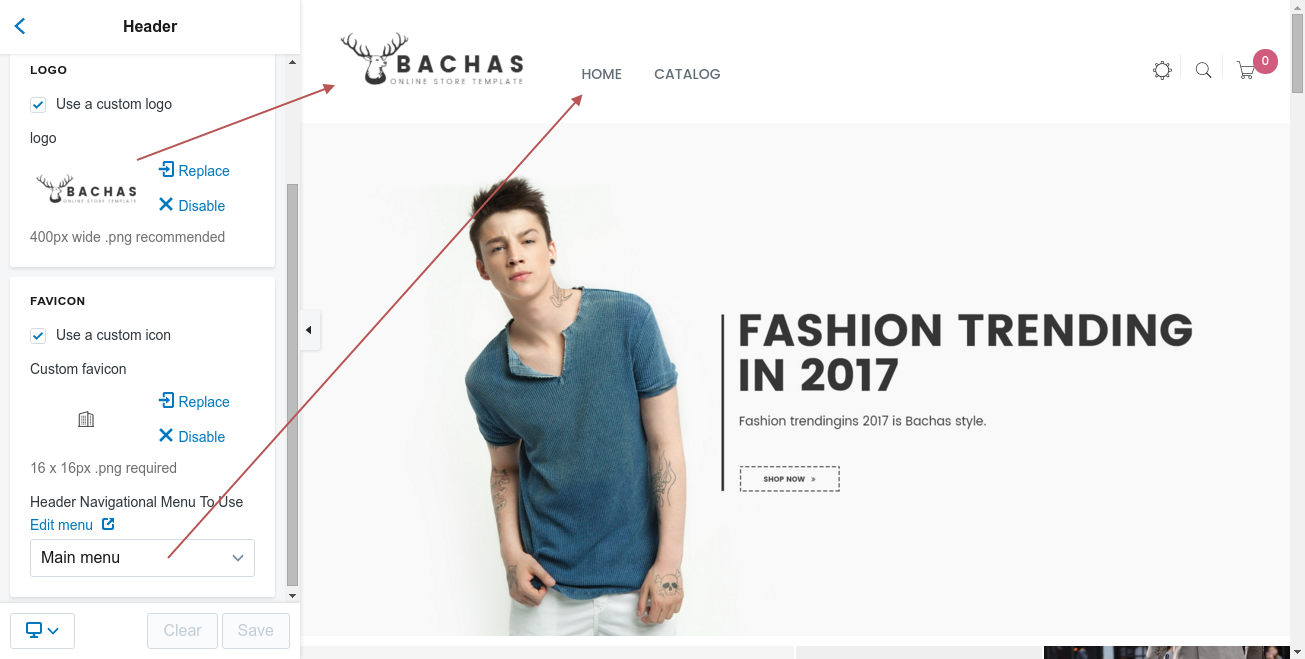 Header
LOGO
Use a custom logo
logo
BACHAS
ONLINE STORE TEMPLATE
Replace
Disable
400px wide .png recommended
FAVICON
Use a custom icon
Custom favicon
Replace
Disable
16 x 16px .png required
Header Navigational Menu To Use
Edit menu
Main menu
Clear
Save
BACHAS
ONLINE STORE TEMPLATE
HOME
CATALOG
0
FASHION TRENDING
IN 2017
Fashion trendingins 2017 is Bachas style.
SHOP NOW »